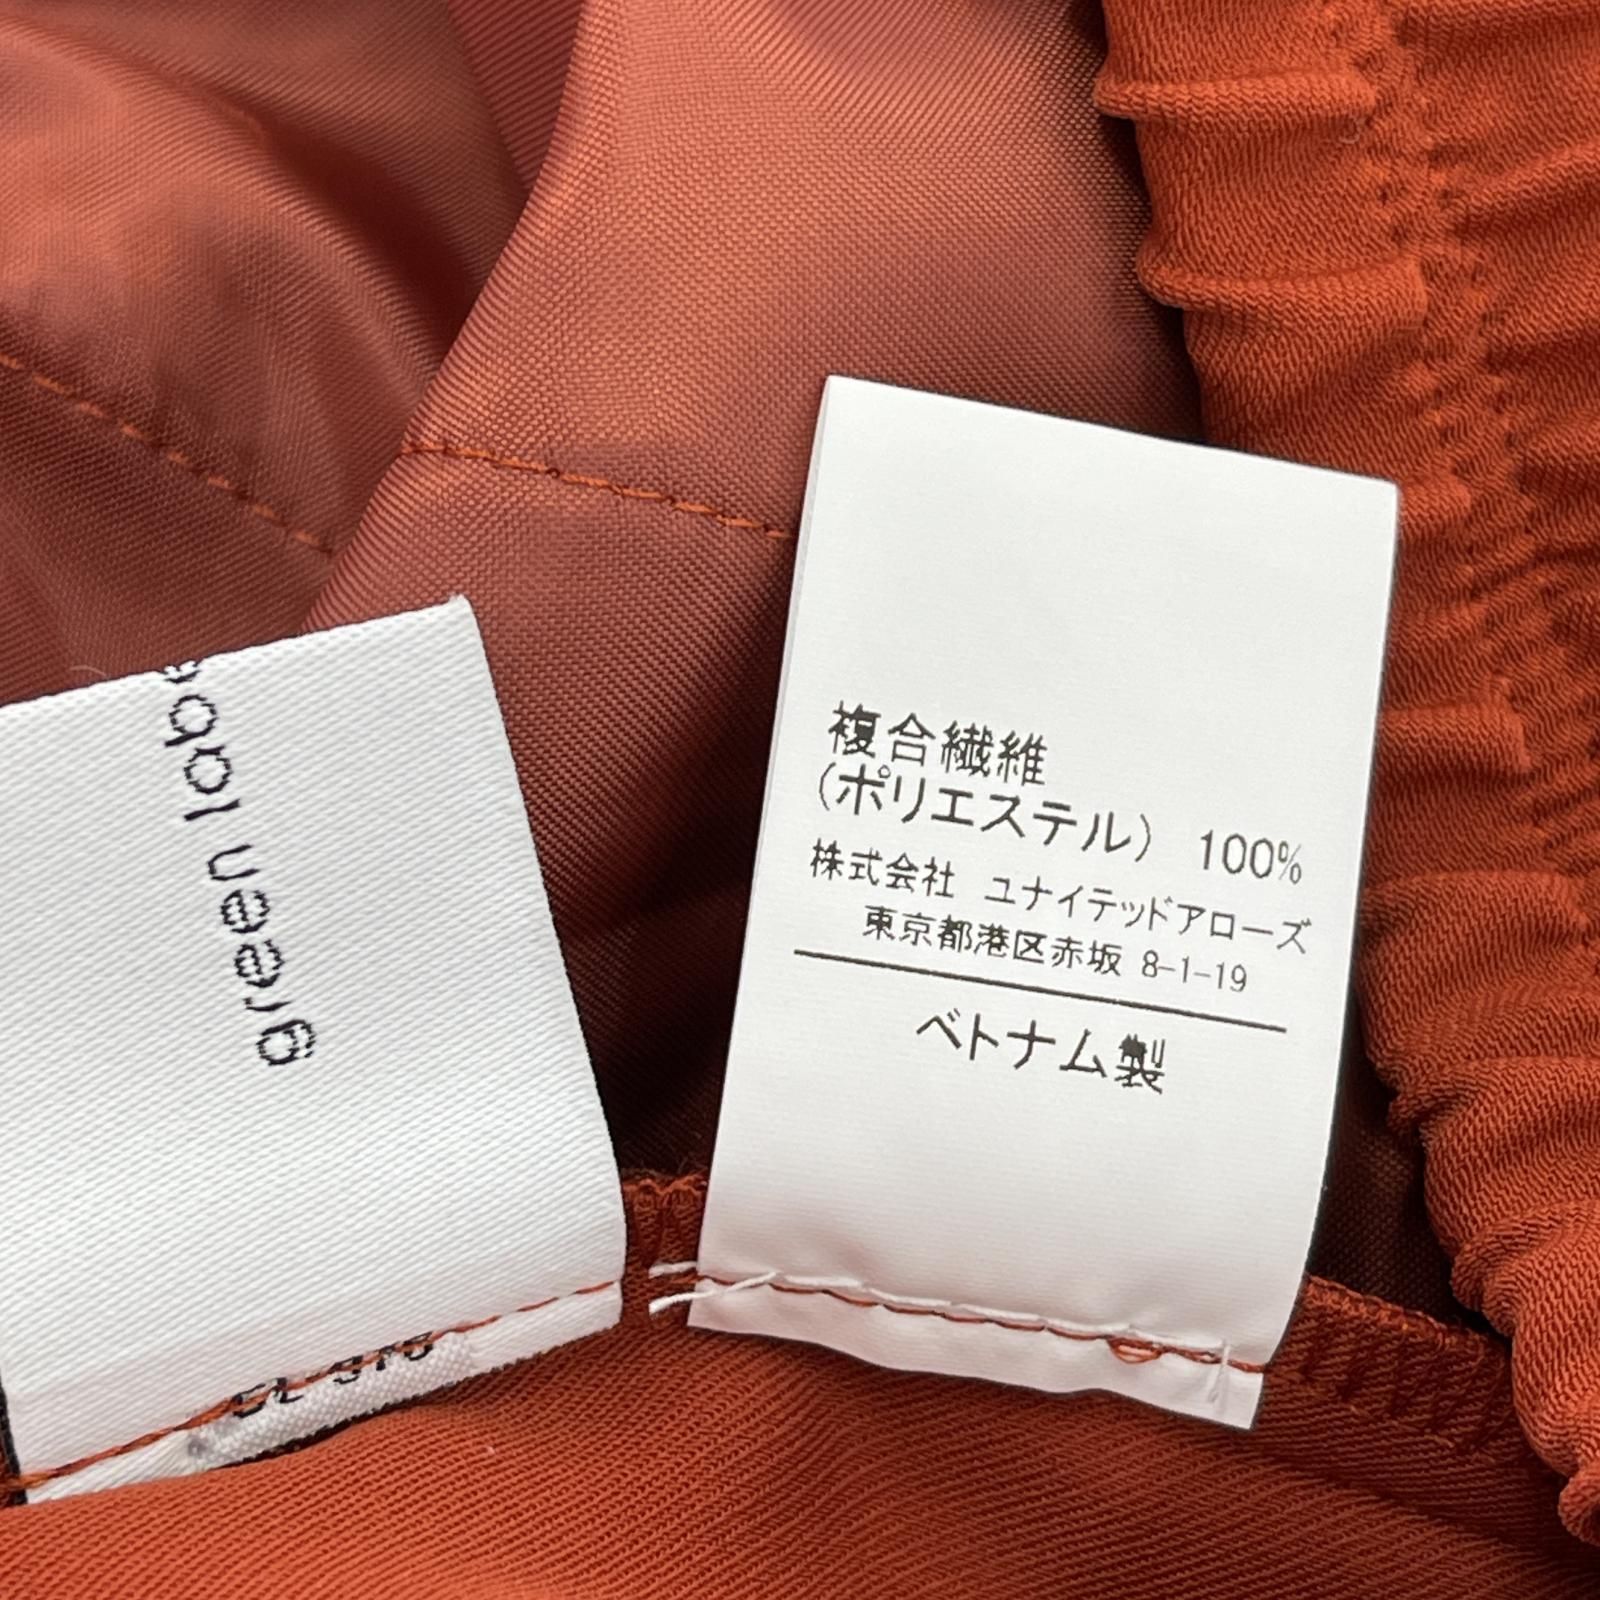 green labe
複合繊維
(ポリエステル) 100%
株式会社 ユナイテッドアローズ
東京都港区赤坂 8-1-19
ベトナム製